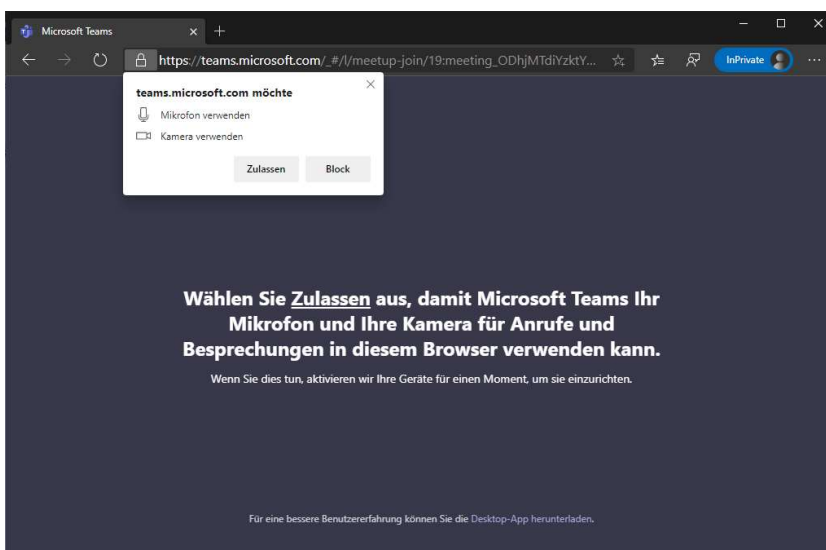 Microsoft Teams
https://teams.microsoft.com/_#/l/meetup-join/19:meeting_ODhjMTdiYzktY...
InPrivate
teams.microsoft.com möchte
Mikrofon verwenden
Kamera verwenden
Zulassen Block
Wählen Sie Zulassen aus, damit Microsoft Teams Ihr
Mikrofon und Ihre Kamera für Anrufe und
Besprechungen in diesem Browser verwenden kann.
Wenn Sie dies tun, aktivieren wir Ihre Geräte für einen Moment, um sie einzurichten.
Für eine bessere Benutzererfahrung können Sie die Desktop-App herunterladen.